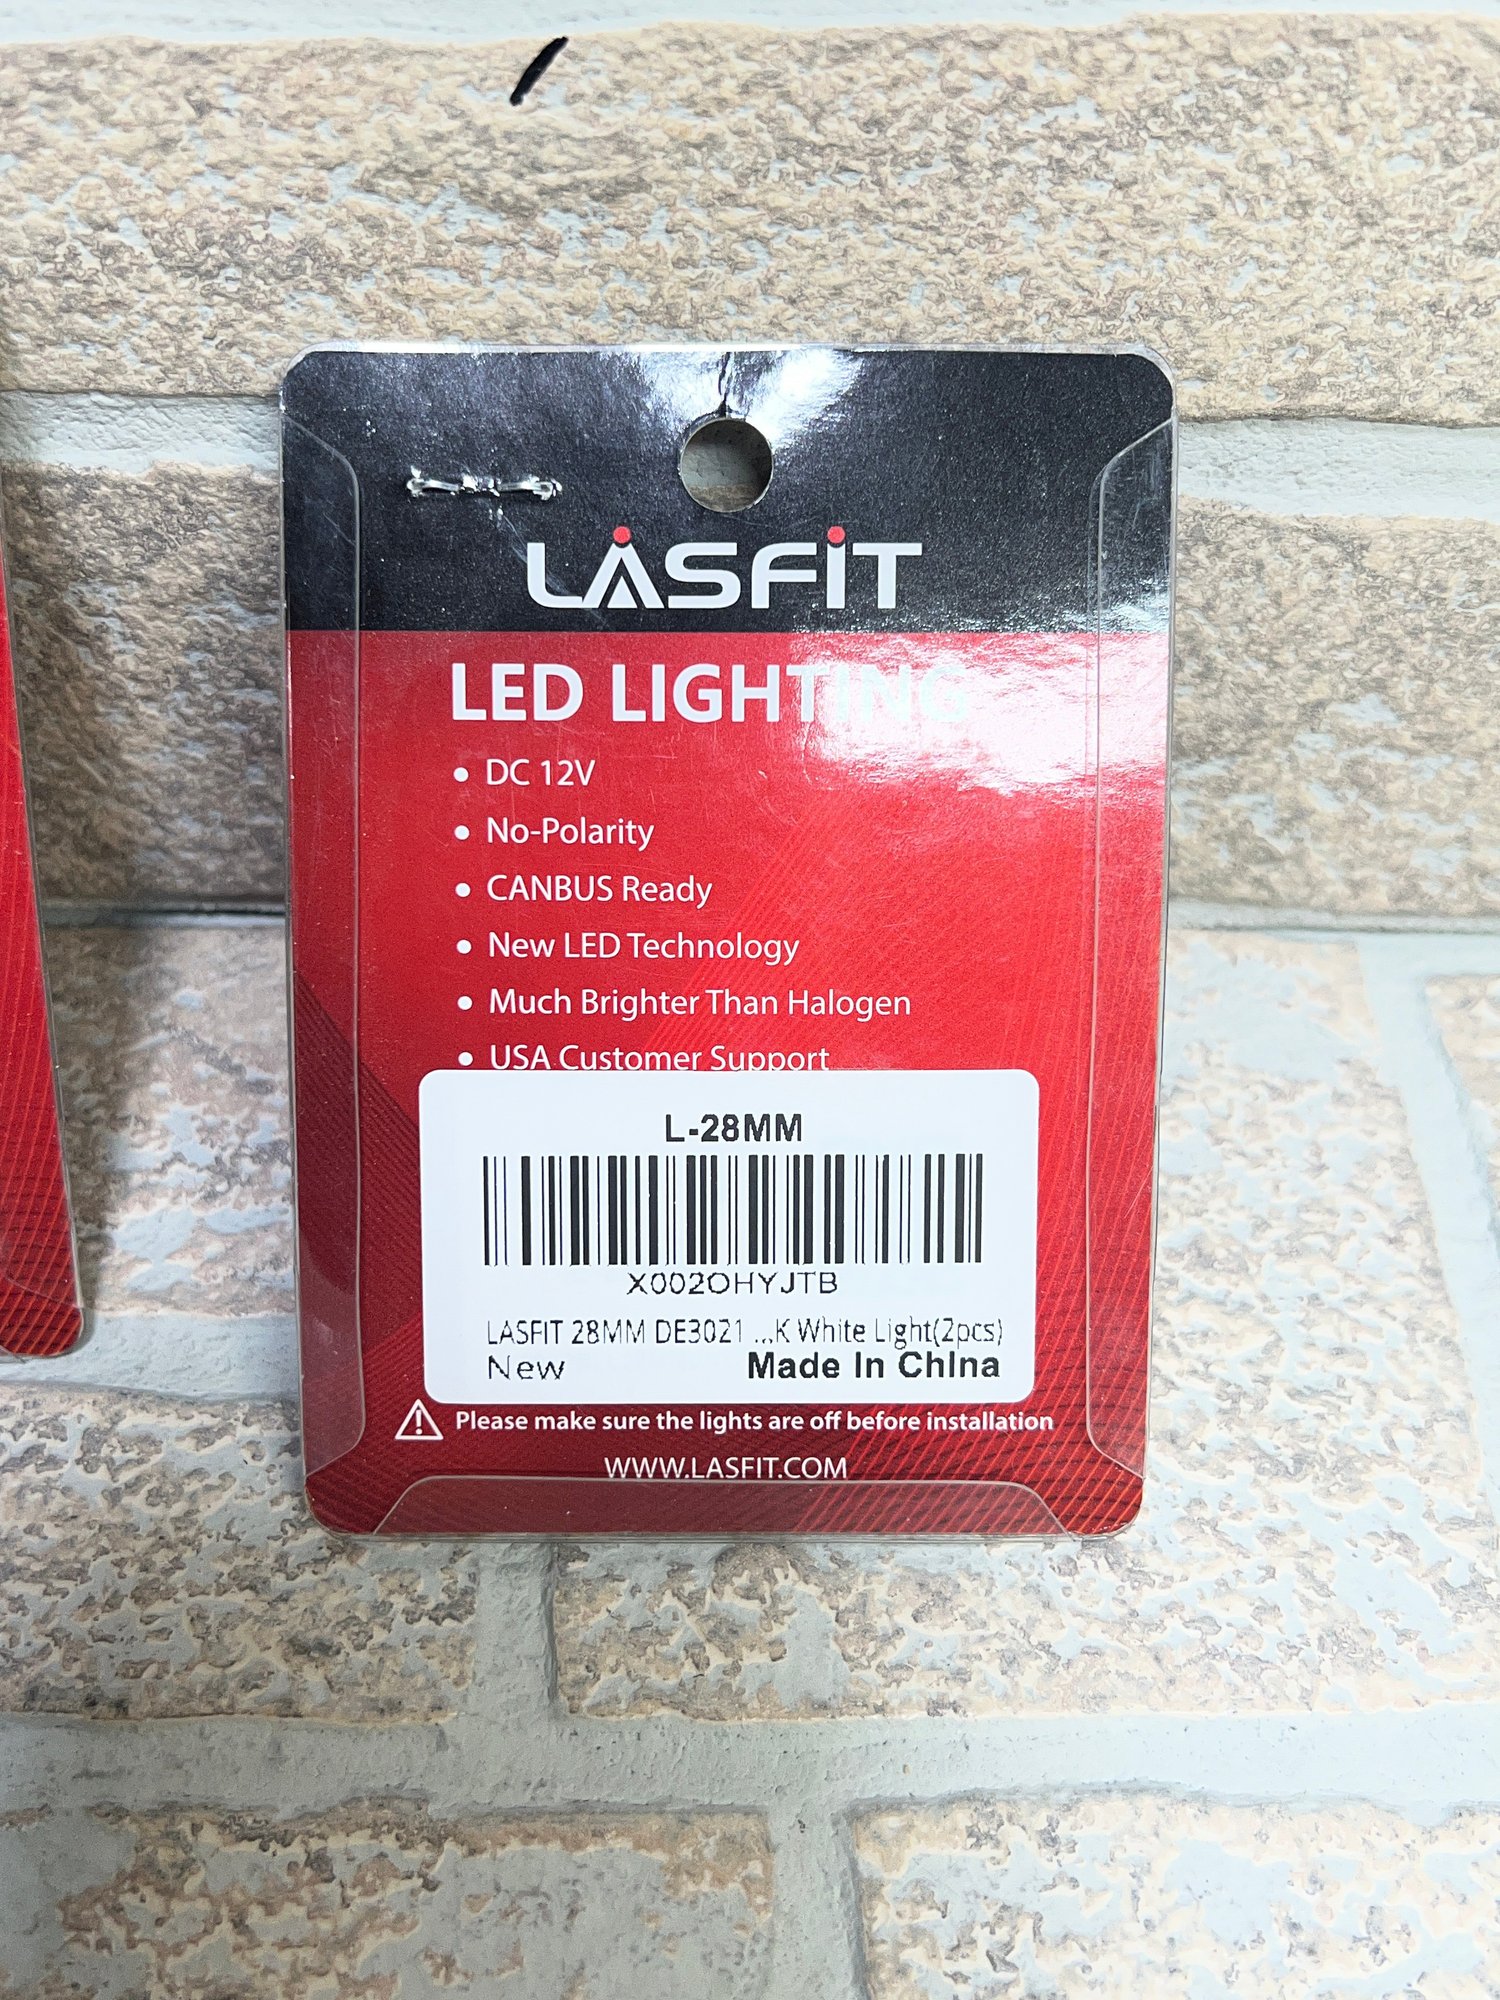 LASFIT
LED LIGHTING
• DC 12V
• No-Polarity
• CANBUS Ready
• New LED Technology
• Much Brighter Than Halogen
• USA Customer Support
L-28MM
X002OHYJTB
LASFIT 28MM DE3021 ...K White Light(2pcs)
New Made In China
Please make sure the lights are off before installation
WWW.LASFIT.COM